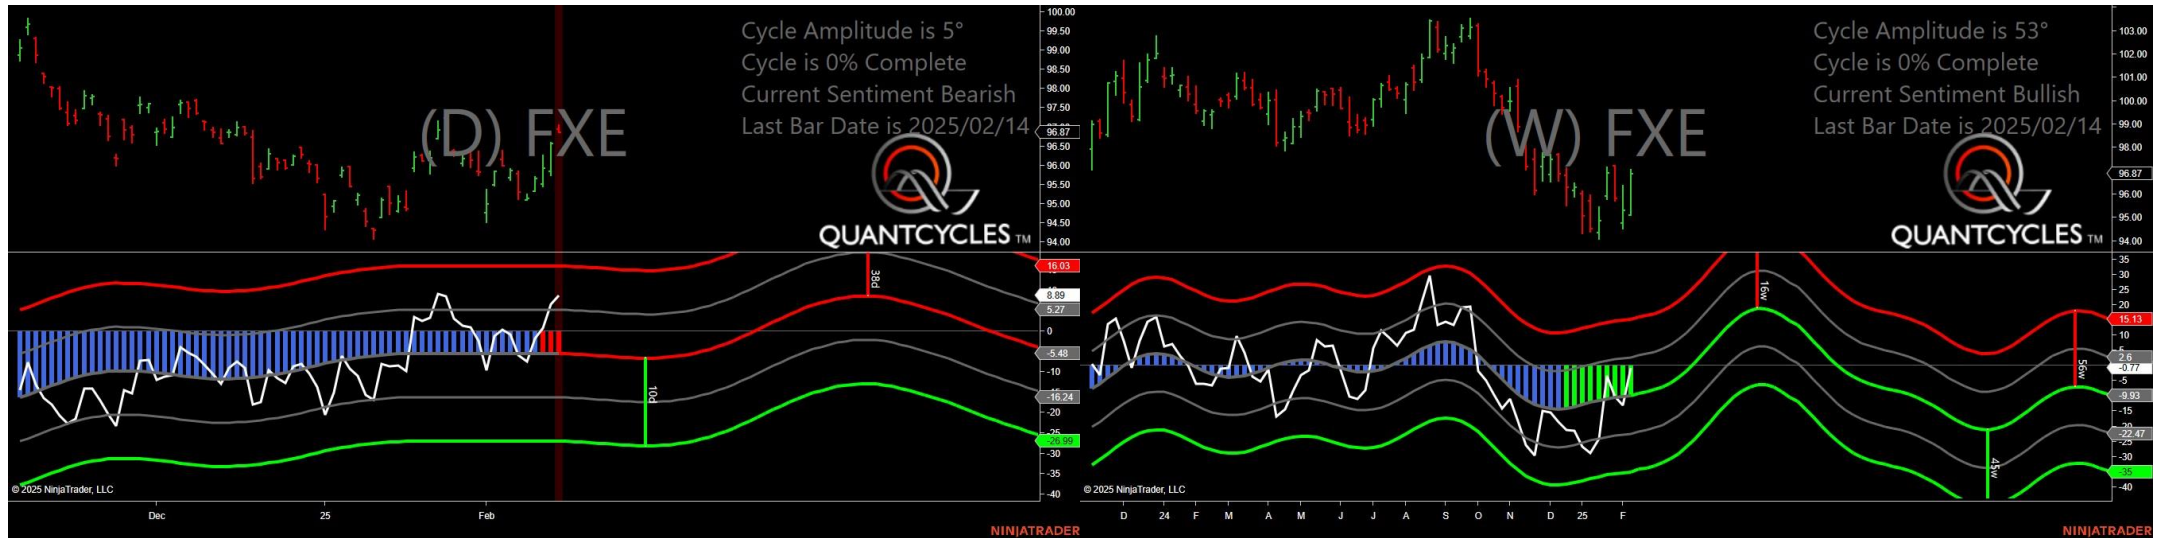 Cycle Amplitude is 5°
Cycle is 0% Complete
Current Sentiment Bearish
Last Bar Date is 2025/02/14
(D) FXE
QUANTCYCLES TM
100.00
99.50
99.00
98.50
98.00
97.50
96.87
96.50
96.00
95.50
95.00
94.50
94.00
38d
10d
16.03
8.89
5.27
0
-5.48
-10
-16.24
-20
-26.99
-30
-35
-40
© 2025 NinjaTrader, LLC
Dec
25
Feb
NINJATRADER
Cycle Amplitude is 53°
Cycle is 0% Complete
Current Sentiment Bullish
Last Bar Date is 2025/02/14
(W) FXE
QUANTCYCLES TM
103.00
102.00
101.00
100.00
99.00
98.00
96.87
96.00
95.00
94.00
16w
56w
45w
35
30
25
20
15.13
10
2.6
-0.77
-5
-9.93
-15
-22.47
-30
-35
-40
© 2025 NinjaTrader, LLC
D
24
F
M
A
M
J
J
A
S
O
N
D
25
F
NINJATRADER